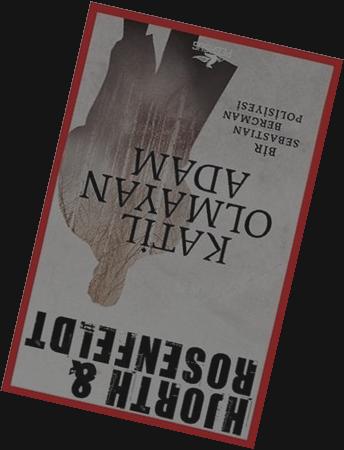 HJORTH &
ROSENFELDT
KATİL
OLMAYAN
ADAM
BİR
SEBASTIAN
BERGMAN
POLİSİYESİ